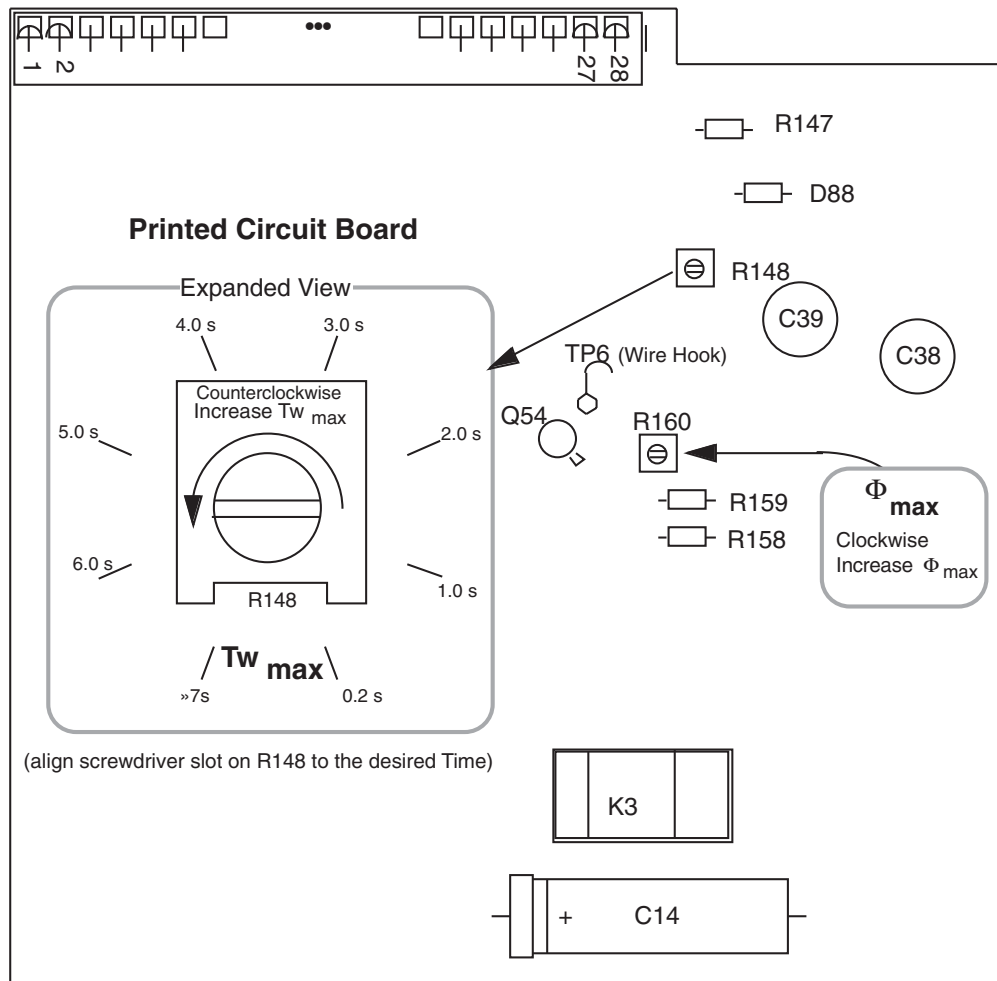 1 2 ••• 27 28
R147
D88
Printed Circuit Board
R148
C39
C38
Expanded View
4.0 s 3.0 s
5.0 s 2.0 s
6.0 s 1.0 s
»7s 0.2 s
Counterclockwise
Increase Tw max
R148
Tw max
(align screwdriver slot on R148 to the desired Time)
TP6 (Wire Hook)
Q54
R160
R159
R158
Φ max
Clockwise
Increase Φ max
K3
+ C14